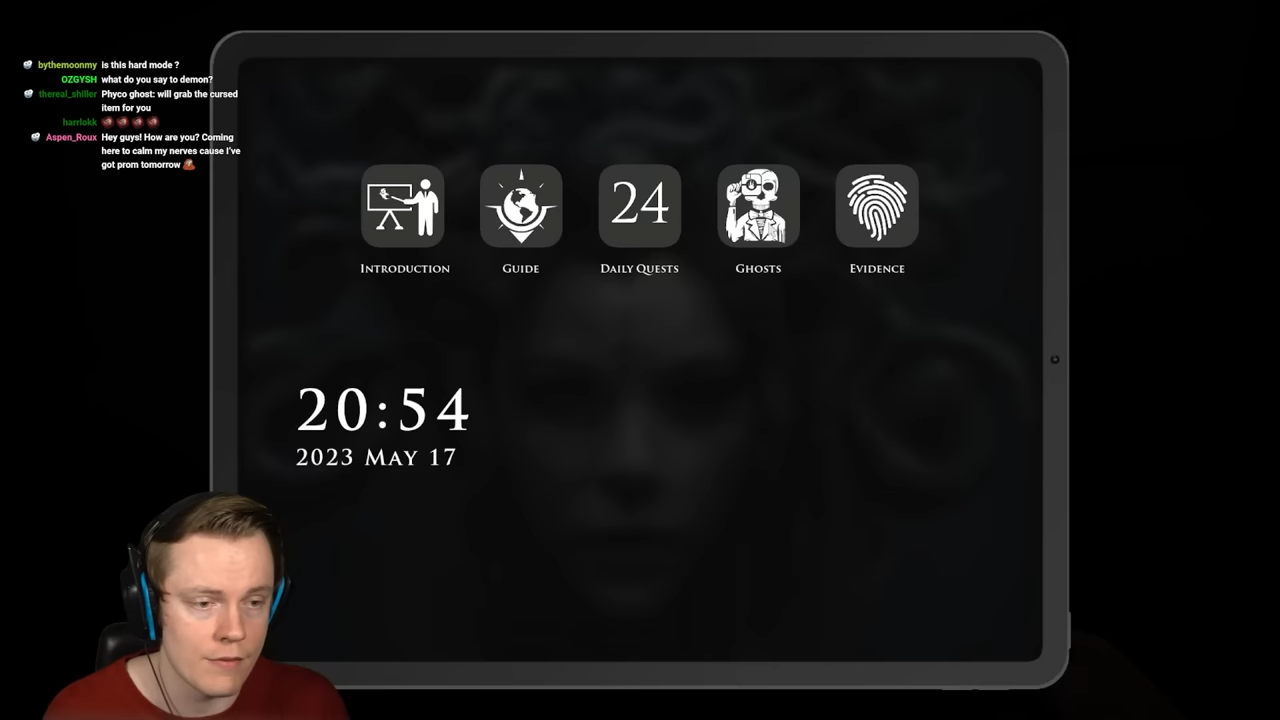 bythemoonmy is this hard mode ?
OZGYSH what do you say to demon?
thereal_shiller Phyco ghost: will grab the cursed
item for you
harrlokk
Aspen_Roux Hey guys! How are you? Coming
here to calm my nerves cause I've
got prom tomorrow
24
Introduction
Guide
Daily Quests
Ghosts
Evidence
20:54
2023 May 17